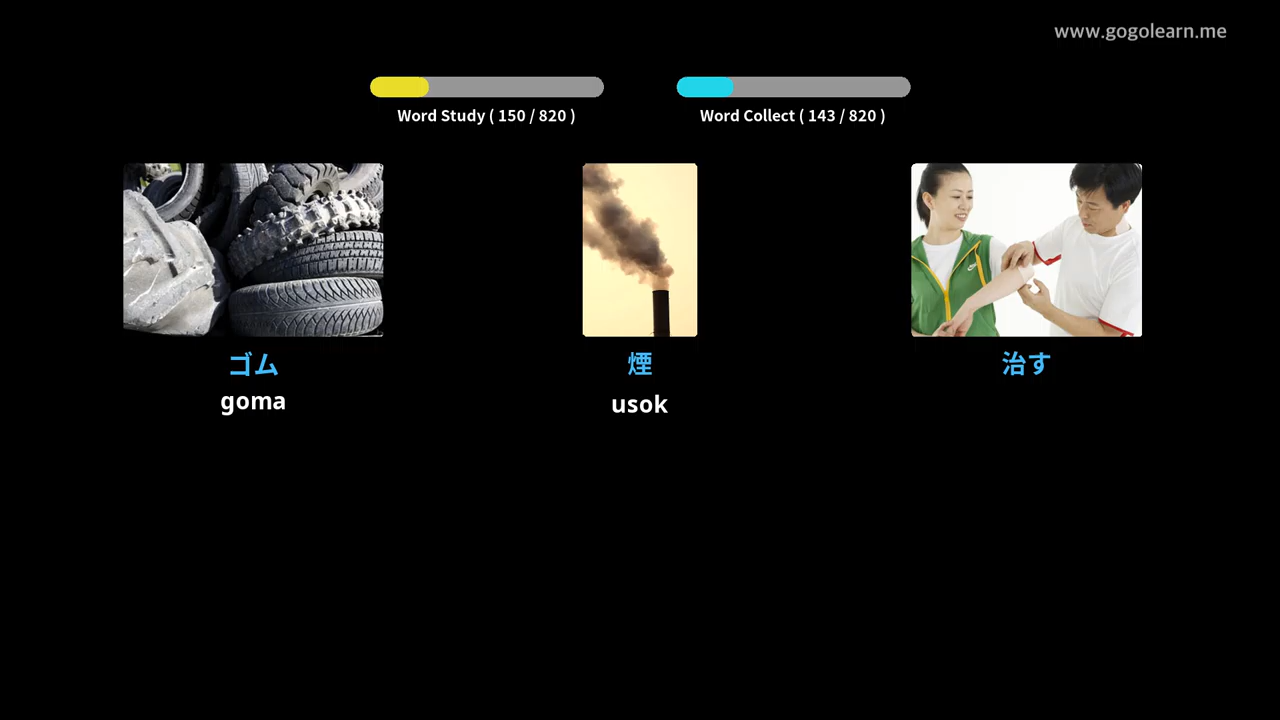 www.gogolearn.me
Word Study ( 150 / 820 )
Word Collect ( 143 / 820 )
ゴム
煙
治す
goma
usok